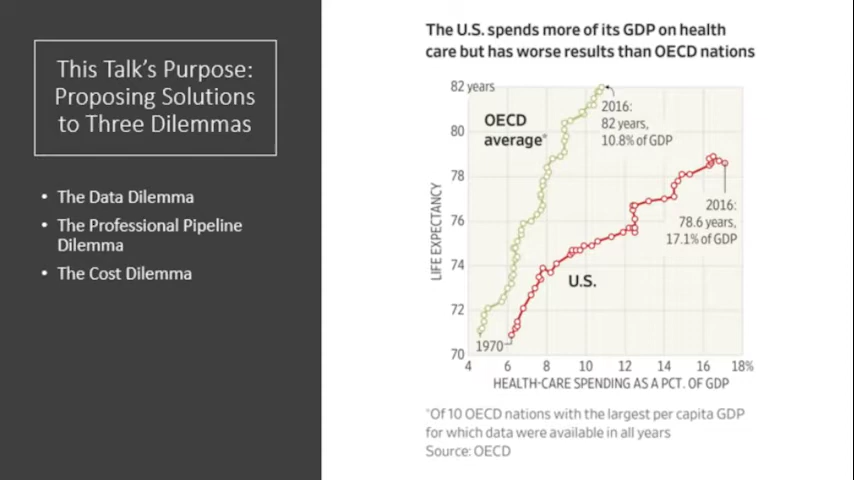 This Talk's Purpose:
Proposing Solutions
to Three Dilemmas
• The Data Dilemma
• The Professional Pipeline
Dilemma
• The Cost Dilemma
The U.S. spends more of its GDP on health
care but has worse results than OECD nations
82 years
80
78
76
74
72
70
LIFE EXPECTANCY
OECD
average*
2016:
82 years,
10.8% of GDP
2016:
78.6 years,
17.1% of GDP
U.S.
1970
4 6 8 10 12 14 16 18%
HEALTH-CARE SPENDING AS A PCT. OF GDP
*Of 10 OECD nations with the largest per capita GDP
for which data were available in all years
Source: OECD